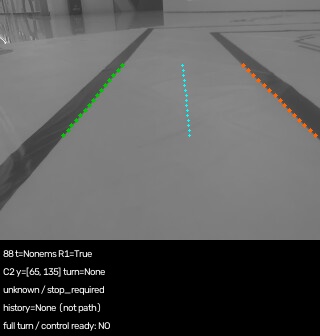 88 t=Nonems R1=True
C2 y=[65, 135] turn=None
unknown / stop_required
history=None (not path)
full turn / control ready: NO